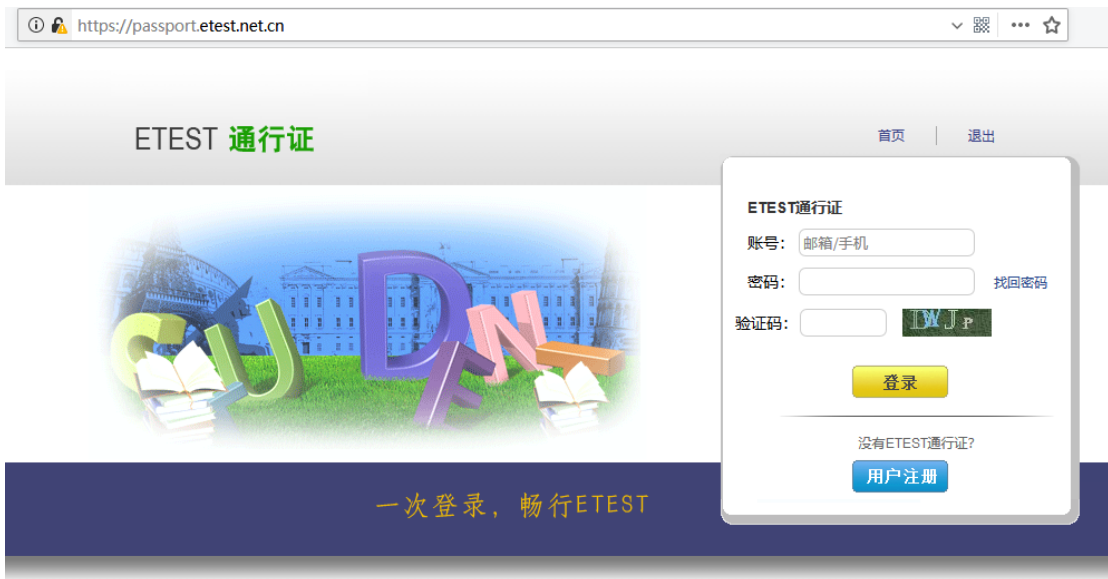 https://passport.etest.net.cn
ETEST 通行证
首页
退出
ETEST通行证
账号： 邮箱/手机
密码： 找回密码
验证码： IWJP
登录
没有ETEST通行证?
用户注册
一次登录，畅行ETEST